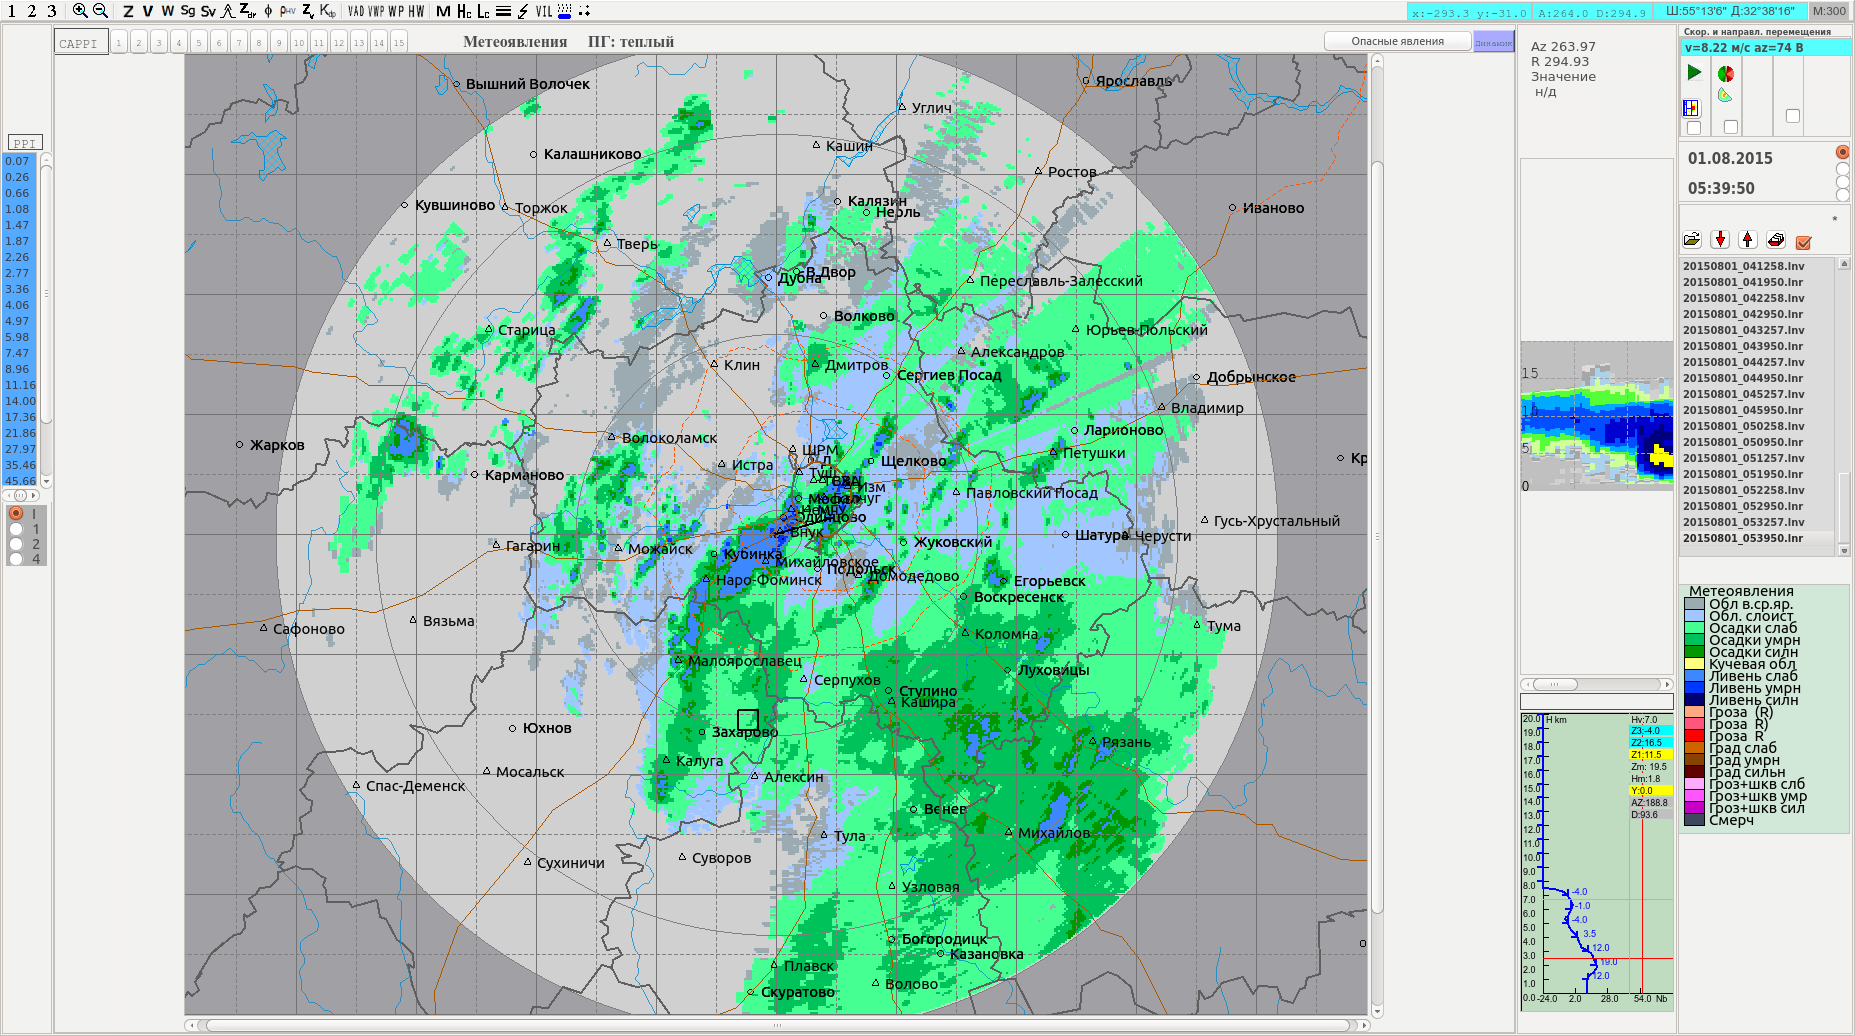 1 2 3 Z V W Sg Sv Zdr ϕ ρHV Zv Kdp VAD VWP WP HW M Hc Lc VIL
x:-293.3 y:-31.0 A:264.0 D:294.9 Ш:55°13'6" Д:32°38'16" М:300
CAPPI 1 2 3 4 5 6 7 8 9 10 11 12 13 14 15
Метеоявления ПГ: теплый
Опасные явления
Динамик
PPI
0.07
0.26
0.66
1.08
1.47
1.87
2.26
2.77
3.36
4.06
4.97
5.98
7.47
8.96
11.16
14.00
17.36
21.86
27.97
35.46
45.66
I
1
2
4
Вышний Волочек
Ярославль
Углич
Калашниково
Кашин
Ростов
Кувшиново
Торжок
Калязин
Нерль
Иваново
Тверь
Дубна
В.Двор
Переславль-Залесский
Старица
Волково
Юрьев-Польский
Александров
Клин
Дмитров
Сергиев Посад
Добрынское
Владимир
Жарков
Волоколамск
Ларионово
ШРМ
Петушки
Карманово
Истра
Щелково
Кр
Туш
Изм
Павловский Посад
Москва
Немчу
Одинцово
Гусь-Хрустальный
Внук
Гагарин
Можайск
Кубинка
Жуковский
Шатура
Черусти
Михайловское
Подольск
Наро-Фоминск
Домодедово
Егорьевск
Воскресенск
Сафоново
Вязьма
Коломна
Тума
Малоярославец
Серпухов
Луховицы
Ступино
Кашира
Юхнов
Захарово
Рязань
Калуга
Мосальск
Алексин
Спас-Деменск
Венев
Тула
Михайлов
Сухиничи
Суворов
Узловая
Богородицк
Казановка
Плавск
Волово
Скуратово
Az 263.97
R 294.93
Значение
н/д
15
10
5
0
20.0 H km
19.0
18.0
17.0
16.0
15.0
14.0
13.0
12.0
11.0
10.0
9.0
8.0
7.0
6.0
5.0
4.0
3.0
2.0
1.0
0.0 -24.0 2.0 28.0 54.0 Nb
Hv:7.0
Z3:-4.0
Z2:16.5
Z1:11.5
Zm: 19.5
Hm:1.8
Y:0.0
AZ:188.8
D:93.6
-4.0
-1.0
-4.0
3.5
12.0
19.0
12.0
Скор. и направл. перемещения
v=8.22 м/с az=74 В
01.08.2015
05:39:50
*
20150801_041258.lnv
20150801_041950.lnr
20150801_042258.lnv
20150801_042950.lnr
20150801_043257.lnv
20150801_043950.lnr
20150801_044257.lnv
20150801_044950.lnr
20150801_045257.lnv
20150801_045950.lnr
20150801_050258.lnv
20150801_050950.lnr
20150801_051257.lnv
20150801_051950.lnr
20150801_052258.lnv
20150801_052950.lnr
20150801_053257.lnv
20150801_053950.lnr
Метеоявления
Обл в.ср.яр.
Обл. слоист
Осадки слаб
Осадки умрн
Осадки силн
Кучевая обл
Ливень слаб
Ливень умрн
Ливень силн
Гроза (R)
Гроза R)
Гроза R
Град слаб
Град умрн
Град сильн
Гроз+шкв слб
Гроз+шкв умр
Гроз+шкв сил
Смерч